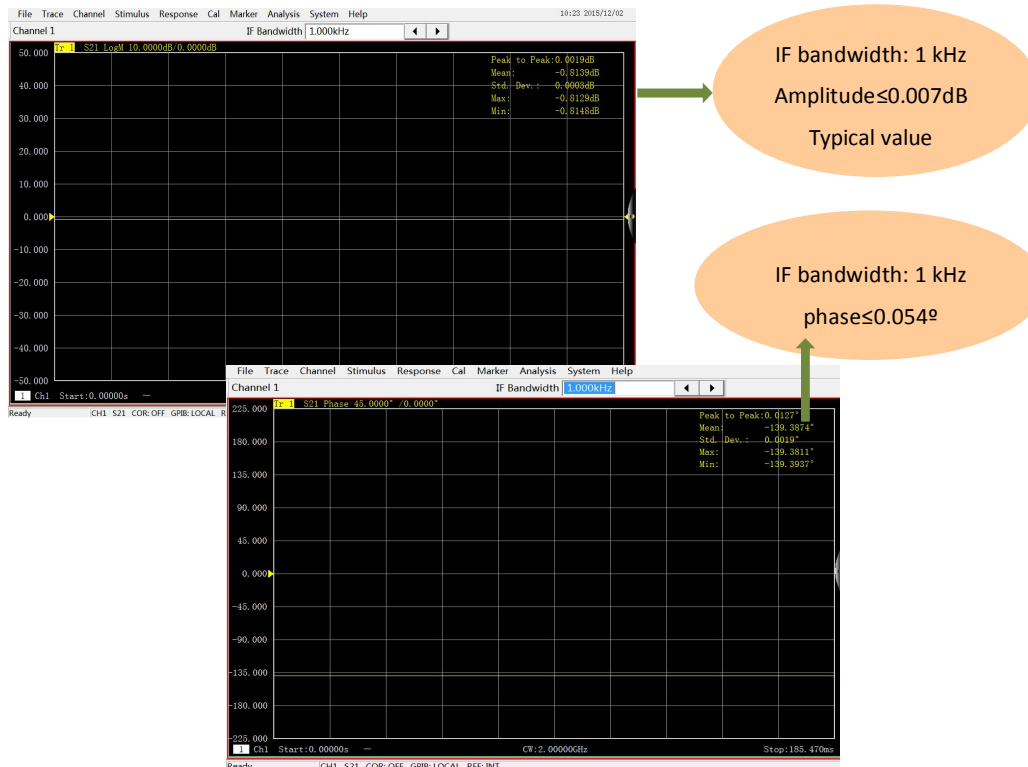 File Trace Channel Stimulus Response Cal Marker Analysis System Help 10:23 2015/12/02
Channel 1 IF Bandwidth 1.000kHz
Tr 1 S21 LogM 10.0000dB/0.0000dB
50.000
40.000
30.000
20.000
10.000
0.000
-10.000
-20.000
-30.000
-40.000
-50.000
Peak to Peak:0.0019dB
Mean: -0.8139dB
Std. Dev.: 0.0003dB
Max: -0.8129dB
Min: -0.8148dB
1 Ch1 Start:0.00000s —
Ready CH1 S21 COR: OFF GPIB: LOCAL R
IF bandwidth: 1 kHz
Amplitude≤0.007dB
Typical value
IF bandwidth: 1 kHz
phase≤0.054º
File Trace Channel Stimulus Response Cal Marker Analysis System Help
Channel 1 IF Bandwidth 1.000kHz
Tr 1 S21 Phase 45.0000° /0.0000°
225.000
180.000
135.000
90.000
45.000
0.000
-45.000
-90.000
-135.000
-180.000
-225.000
Peak to Peak:0.0127°
Mean: -139.3874°
Std. Dev.: 0.0019°
Max: -139.3811°
Min: -139.3937°
1 Ch1 Start:0.00000s — CW:2.00000GHz Stop:185.470ms
Ready CH1 S21 COR: OFF GPIB: LOCAL REF: INT